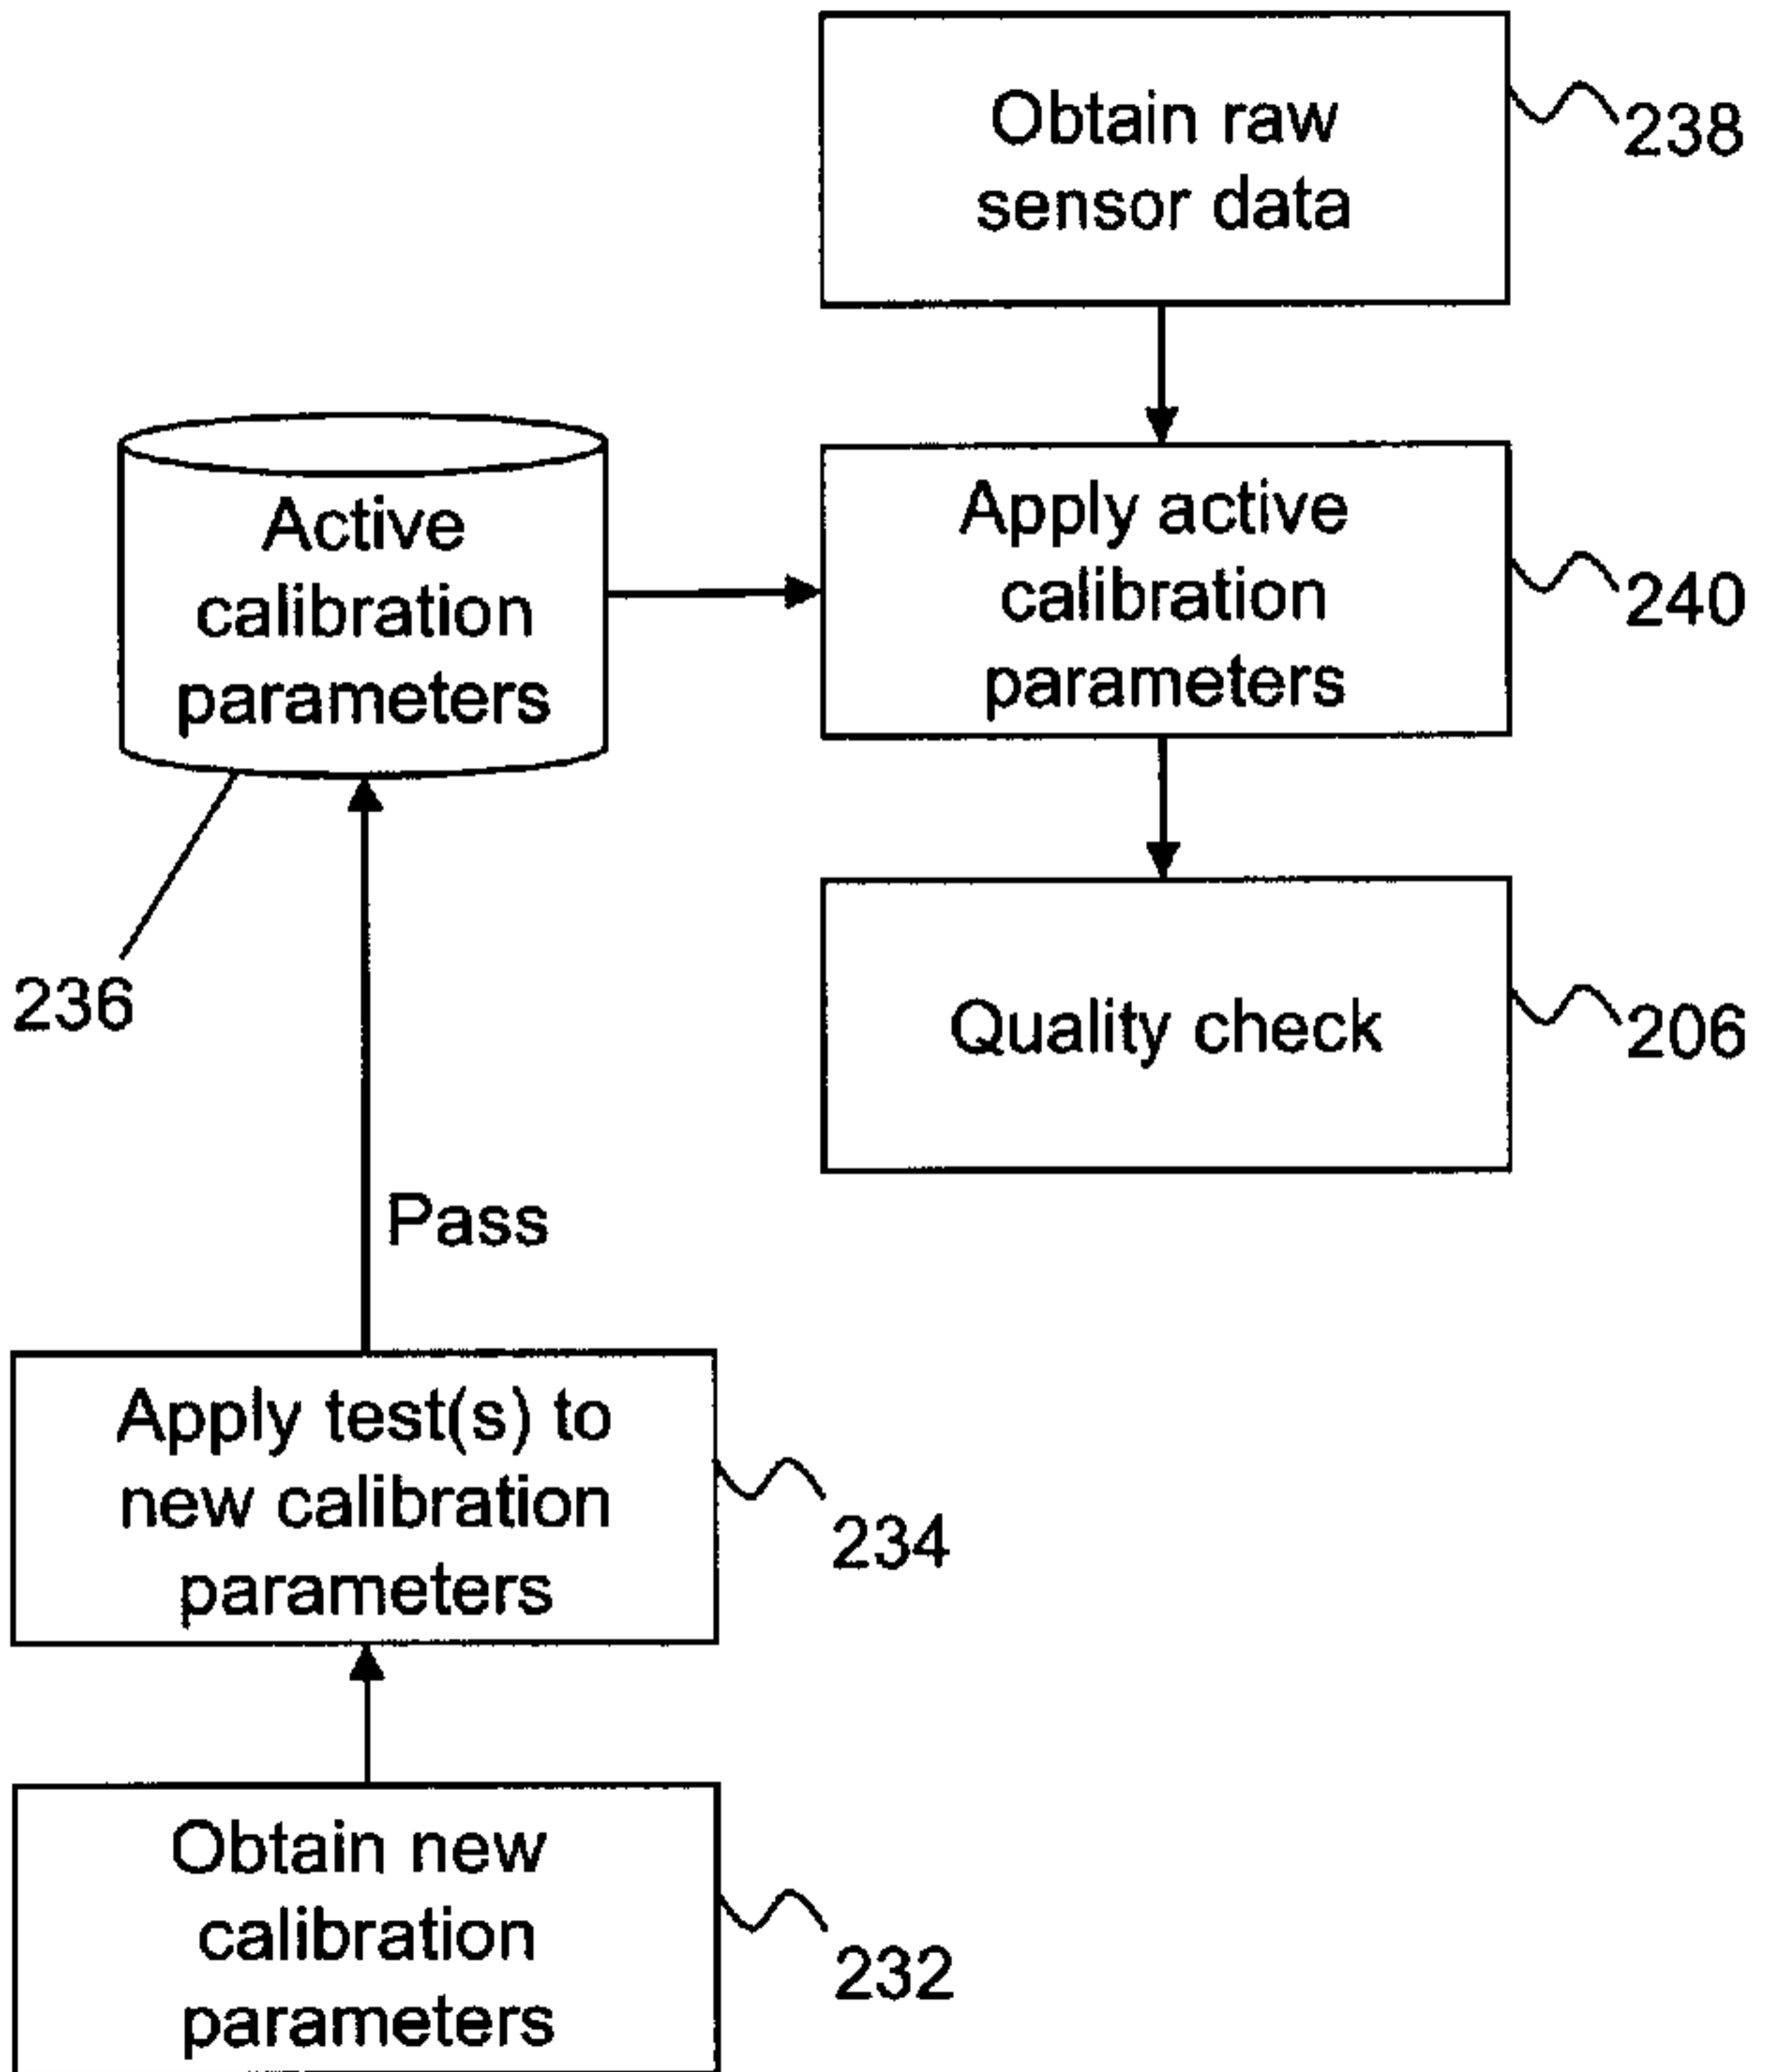 Obtain raw
sensor data
238
Active
calibration
parameters
236
Apply active
calibration
parameters
240
Quality check
206
Pass
Apply test(s) to
new calibration
parameters
234
Obtain new
calibration
parameters
232